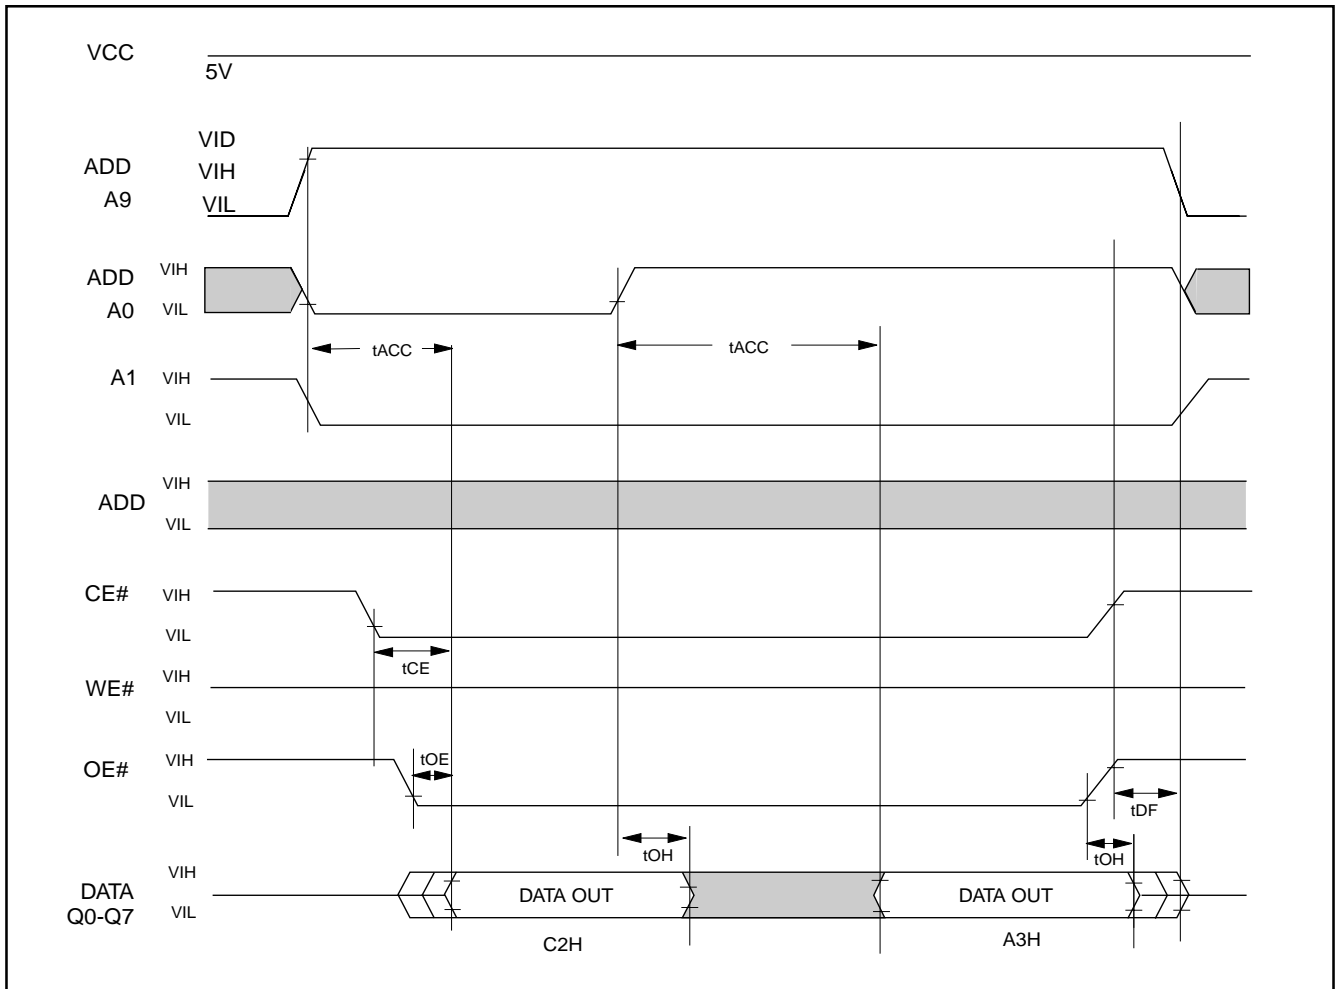 VCC
5V
ADD
A9
VID
VIH
VIL
ADD
A0
VIH
VIL
tACC
tACC
A1
VIH
VIL
ADD
VIH
VIL
CE#
VIH
VIL
tCE
WE#
VIH
VIL
OE#
VIH
VIL
tOE
tDF
tOH
tOH
DATA
Q0-Q7
VIH
VIL
DATA OUT
DATA OUT
C2H
A3H